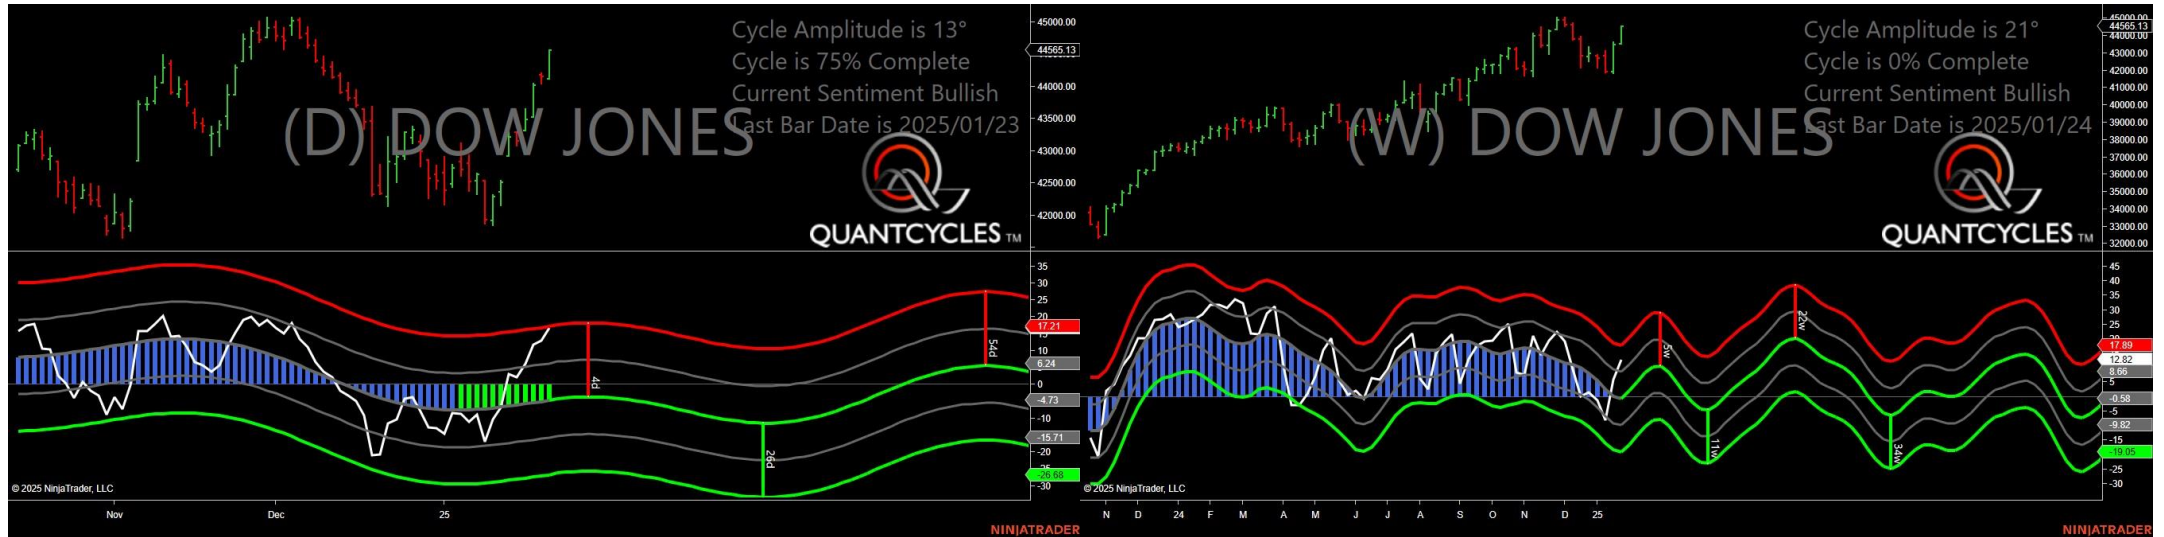 Cycle Amplitude is 13°
Cycle is 75% Complete
Current Sentiment Bullish
Last Bar Date is 2025/01/23
(D) DOW JONES
QUANTCYCLES TM
45000.00
44565.13
44000.00
43500.00
43000.00
42500.00
42000.00
35
30
25
20
17.21
10
6.24
0
-4.73
-10
-15.71
-20
-26.68
-30
4d
26d
54d
© 2025 NinjaTrader, LLC
Nov
Dec
25
NINJATRADER
Cycle Amplitude is 21°
Cycle is 0% Complete
Current Sentiment Bullish
Last Bar Date is 2025/01/24
(W) DOW JONES
QUANTCYCLES TM
45000.00
44565.13
44000.00
43000.00
42000.00
41000.00
40000.00
39000.00
38000.00
37000.00
36000.00
35000.00
34000.00
33000.00
32000.00
45
40
35
30
25
17.89
12.82
8.66
5
-0.58
-5
-9.82
-15
-19.05
-25
-30
5w
11w
22w
34w
© 2025 NinjaTrader, LLC
N D 24 F M A M J J A S O N D 25
NINJATRADER